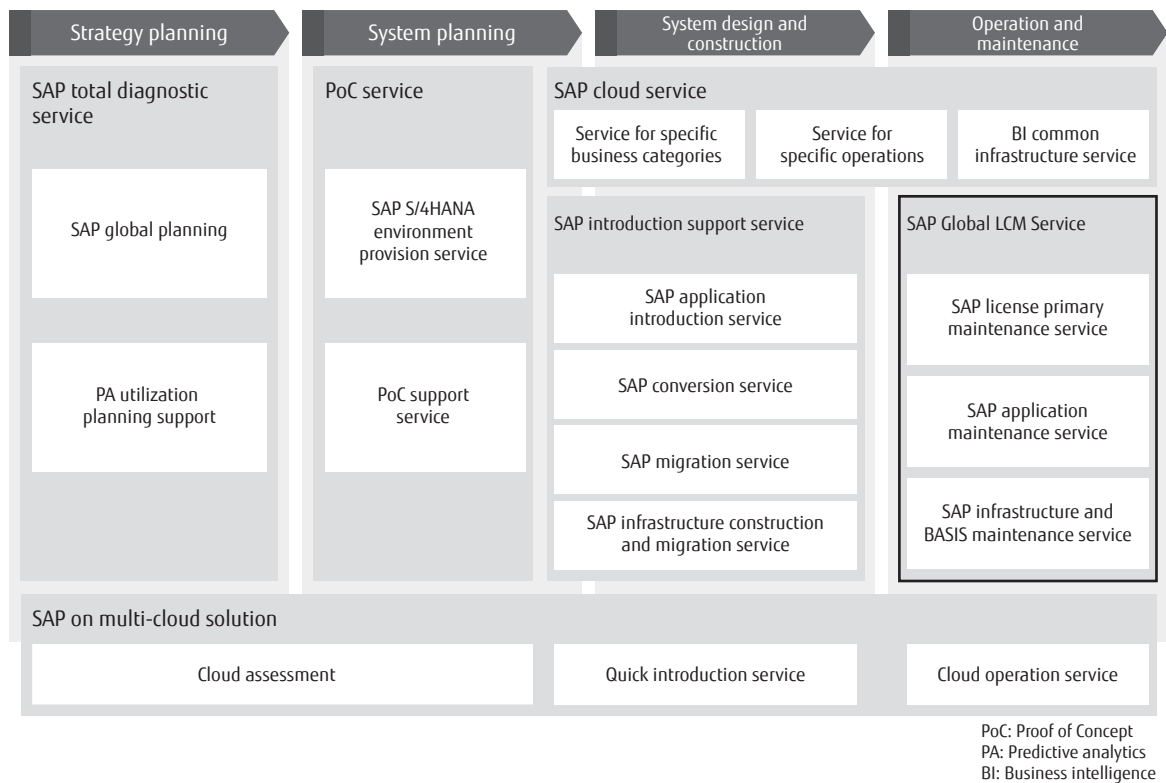 Strategy planning
System planning
System design and
construction
Operation and
maintenance
SAP total diagnostic
service
SAP global planning
PA utilization
planning support
PoC service
SAP S/4HANA
environment
provision service
PoC support
service
SAP cloud service
Service for specific
business categories
Service for
specific operations
BI common
infrastructure service
SAP introduction support service
SAP application
introduction service
SAP conversion service
SAP migration service
SAP infrastructure construction
and migration service
SAP Global LCM Service
SAP license primary
maintenance service
SAP application
maintenance service
SAP infrastructure and
BASIS maintenance service
SAP on multi-cloud solution
Cloud assessment
Quick introduction service
Cloud operation service
PoC: Proof of Concept
PA: Predictive analytics
BI: Business intelligence